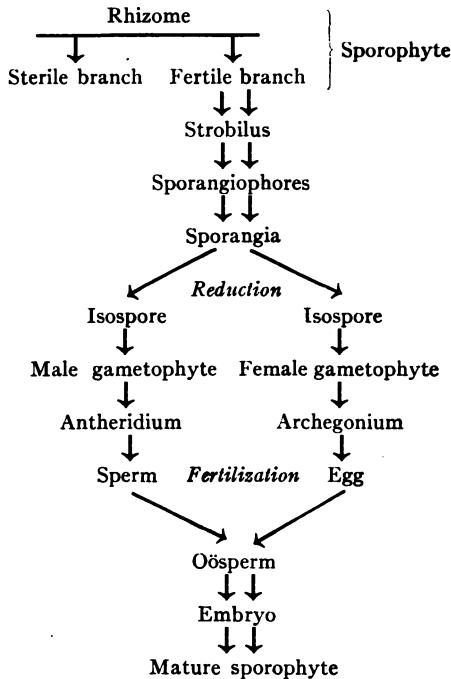 Rhizome
Sporophyte
Sterile branch Fertile branch
Strobilus
Sporangiophores
Sporangia
Reduction
Isospore Isospore
Male gametophyte Female gametophyte
Antheridium Archegonium
Sperm Fertilization Egg
Oösperm
Embryo
Mature sporophyte